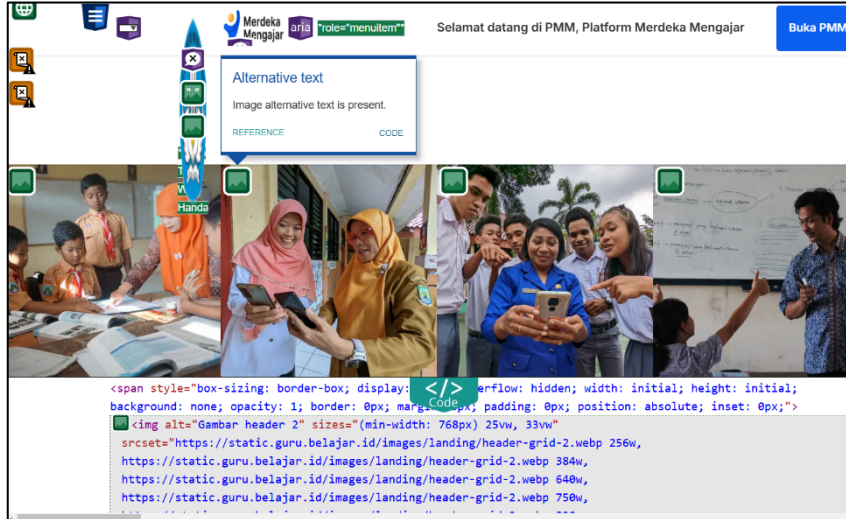 Merdeka
Mengajar
aria
"role="menuitem""
Selamat datang di PMM, Platform Merdeka Mengajar
Buka PMM
Alternative text
Image alternative text is present.
REFERENCE
CODE
Handa
<span style="box-sizing: border-box; display: erflow: hidden; width: initial; height: initial;
background: none; opacity: 1; border: 0px; margi 0px; padding: 0px; position: absolute; inset: 0px;">
</>
Code
<img alt="Gambar header 2" sizes="(min-width: 768px) 25vw, 33vw"
srcset="https://static.guru.belajar.id/images/landing/header-grid-2.webp 256w,
https://static.guru.belajar.id/images/landing/header-grid-2.webp 384w,
https://static.guru.belajar.id/images/landing/header-grid-2.webp 640w,
https://static.guru.belajar.id/images/landing/header-grid-2.webp 750w,